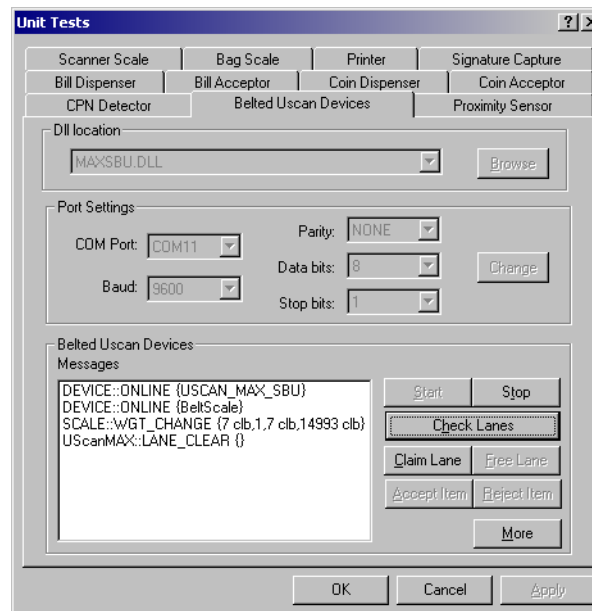 Unit Tests
Scanner Scale Bag Scale Printer Signature Capture
Bill Dispenser Bill Acceptor Coin Dispenser Coin Acceptor
CPN Detector Belted Uscan Devices Proximity Sensor
Dll location
MAXSBU.DLL Browse
Port Settings
COM Port: COM11 Parity: NONE
Baud: 9600 Data bits: 8 Change
Stop bits: 1
Belted Uscan Devices
Messages
DEVICE::ONLINE {USCAN_MAX_SBU}
DEVICE::ONLINE {BeltScale}
SCALE::WGT_CHANGE {7 clb,1,7 clb,14993 clb}
UScanMAX::LANE_CLEAR {}
Start Stop
Check Lanes
Claim Lane Free Lane
Accept Item Reject Item
More
OK Cancel Apply